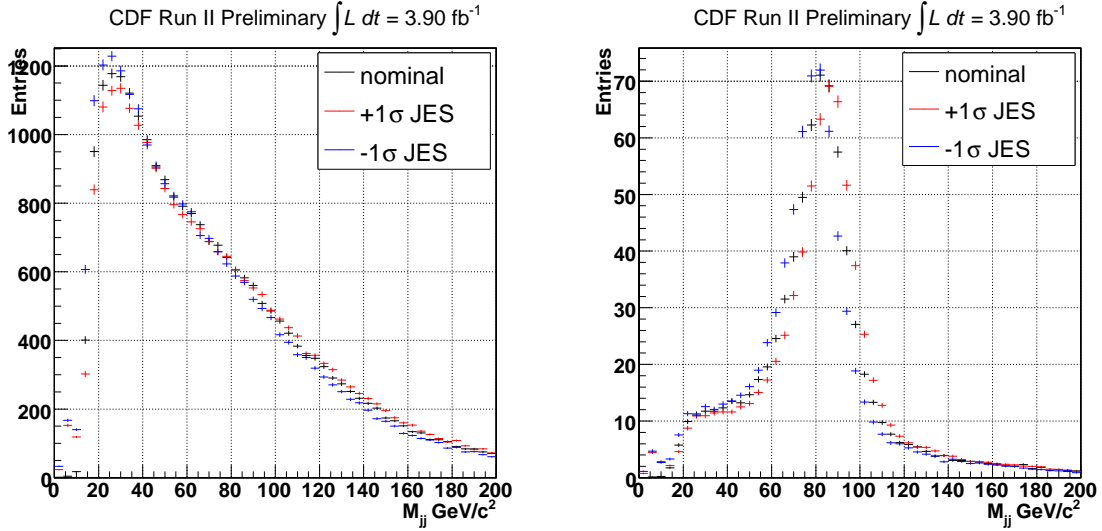 CDF Run II Preliminary ∫L dt = 3.90 fb⁻¹
Entries
1200
1000
800
600
400
200
0
nominal
+1σ JES
-1σ JES
0 20 40 60 80 100 120 140 160 180 200
M_jj GeV/c²
CDF Run II Preliminary ∫L dt = 3.90 fb⁻¹
Entries
70
60
50
40
30
20
10
0
nominal
+1σ JES
-1σ JES
0 20 40 60 80 100 120 140 160 180 200
M_jj GeV/c²